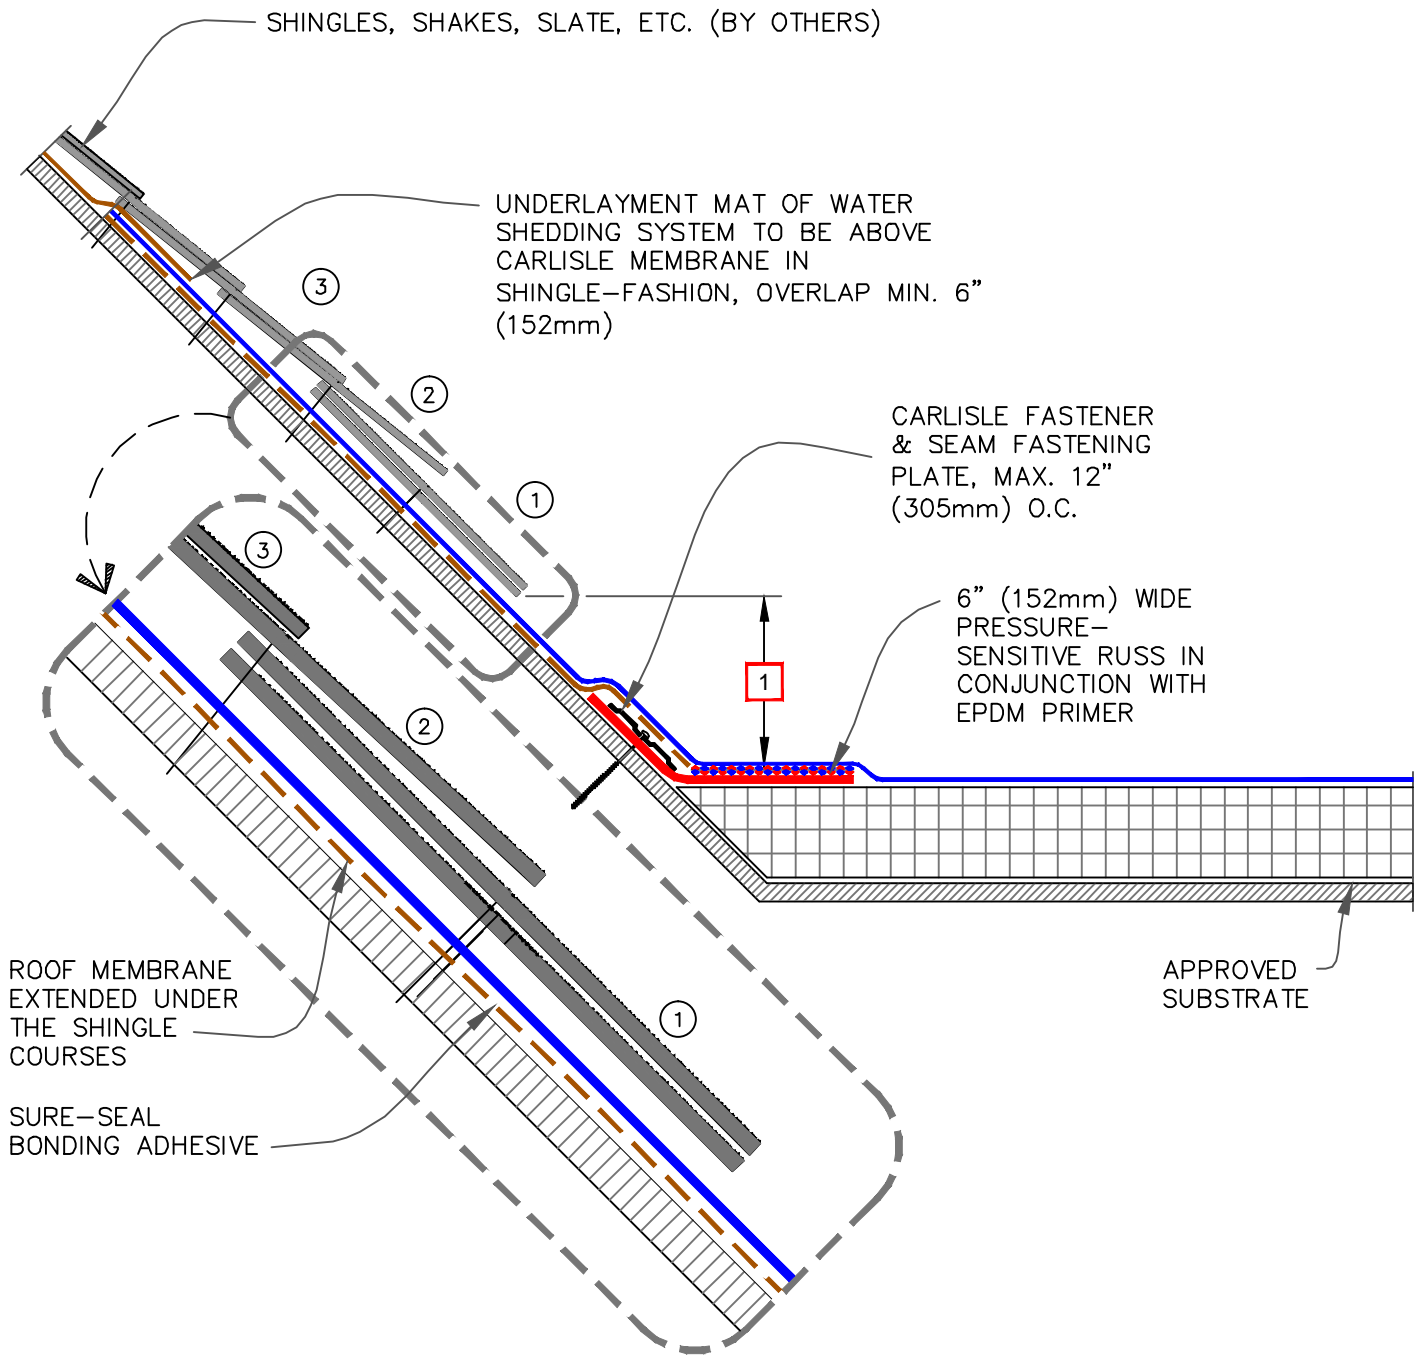 SHINGLES, SHAKES, SLATE, ETC. (BY OTHERS)
UNDERLAYMENT MAT OF WATER
SHEDDING SYSTEM TO BE ABOVE
CARLISLE MEMBRANE IN
SHINGLE-FASHION, OVERLAP MIN. 6"
(152mm)
3
2
1
CARLISLE FASTENER
& SEAM FASTENING
PLATE, MAX. 12"
(305mm) O.C.
6" (152mm) WIDE
PRESSURE-
SENSITIVE RUSS IN
CONJUNCTION WITH
EPDM PRIMER
1
3
2
1
APPROVED
SUBSTRATE
ROOF MEMBRANE
EXTENDED UNDER
THE SHINGLE
COURSES
SURE-SEAL
BONDING ADHESIVE